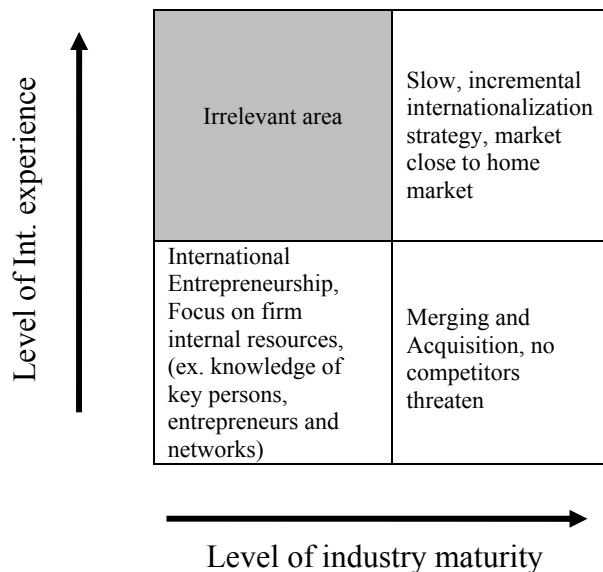 Level of Int. experience
Irrelevant area
Slow, incremental
internationalization
strategy, market
close to home
market
International
Entrepreneurship,
Focus on firm
internal resources,
(ex. knowledge of
key persons,
entrepreneurs and
networks)
Merging and
Acquisition, no
competitors
threaten
Level of industry maturity